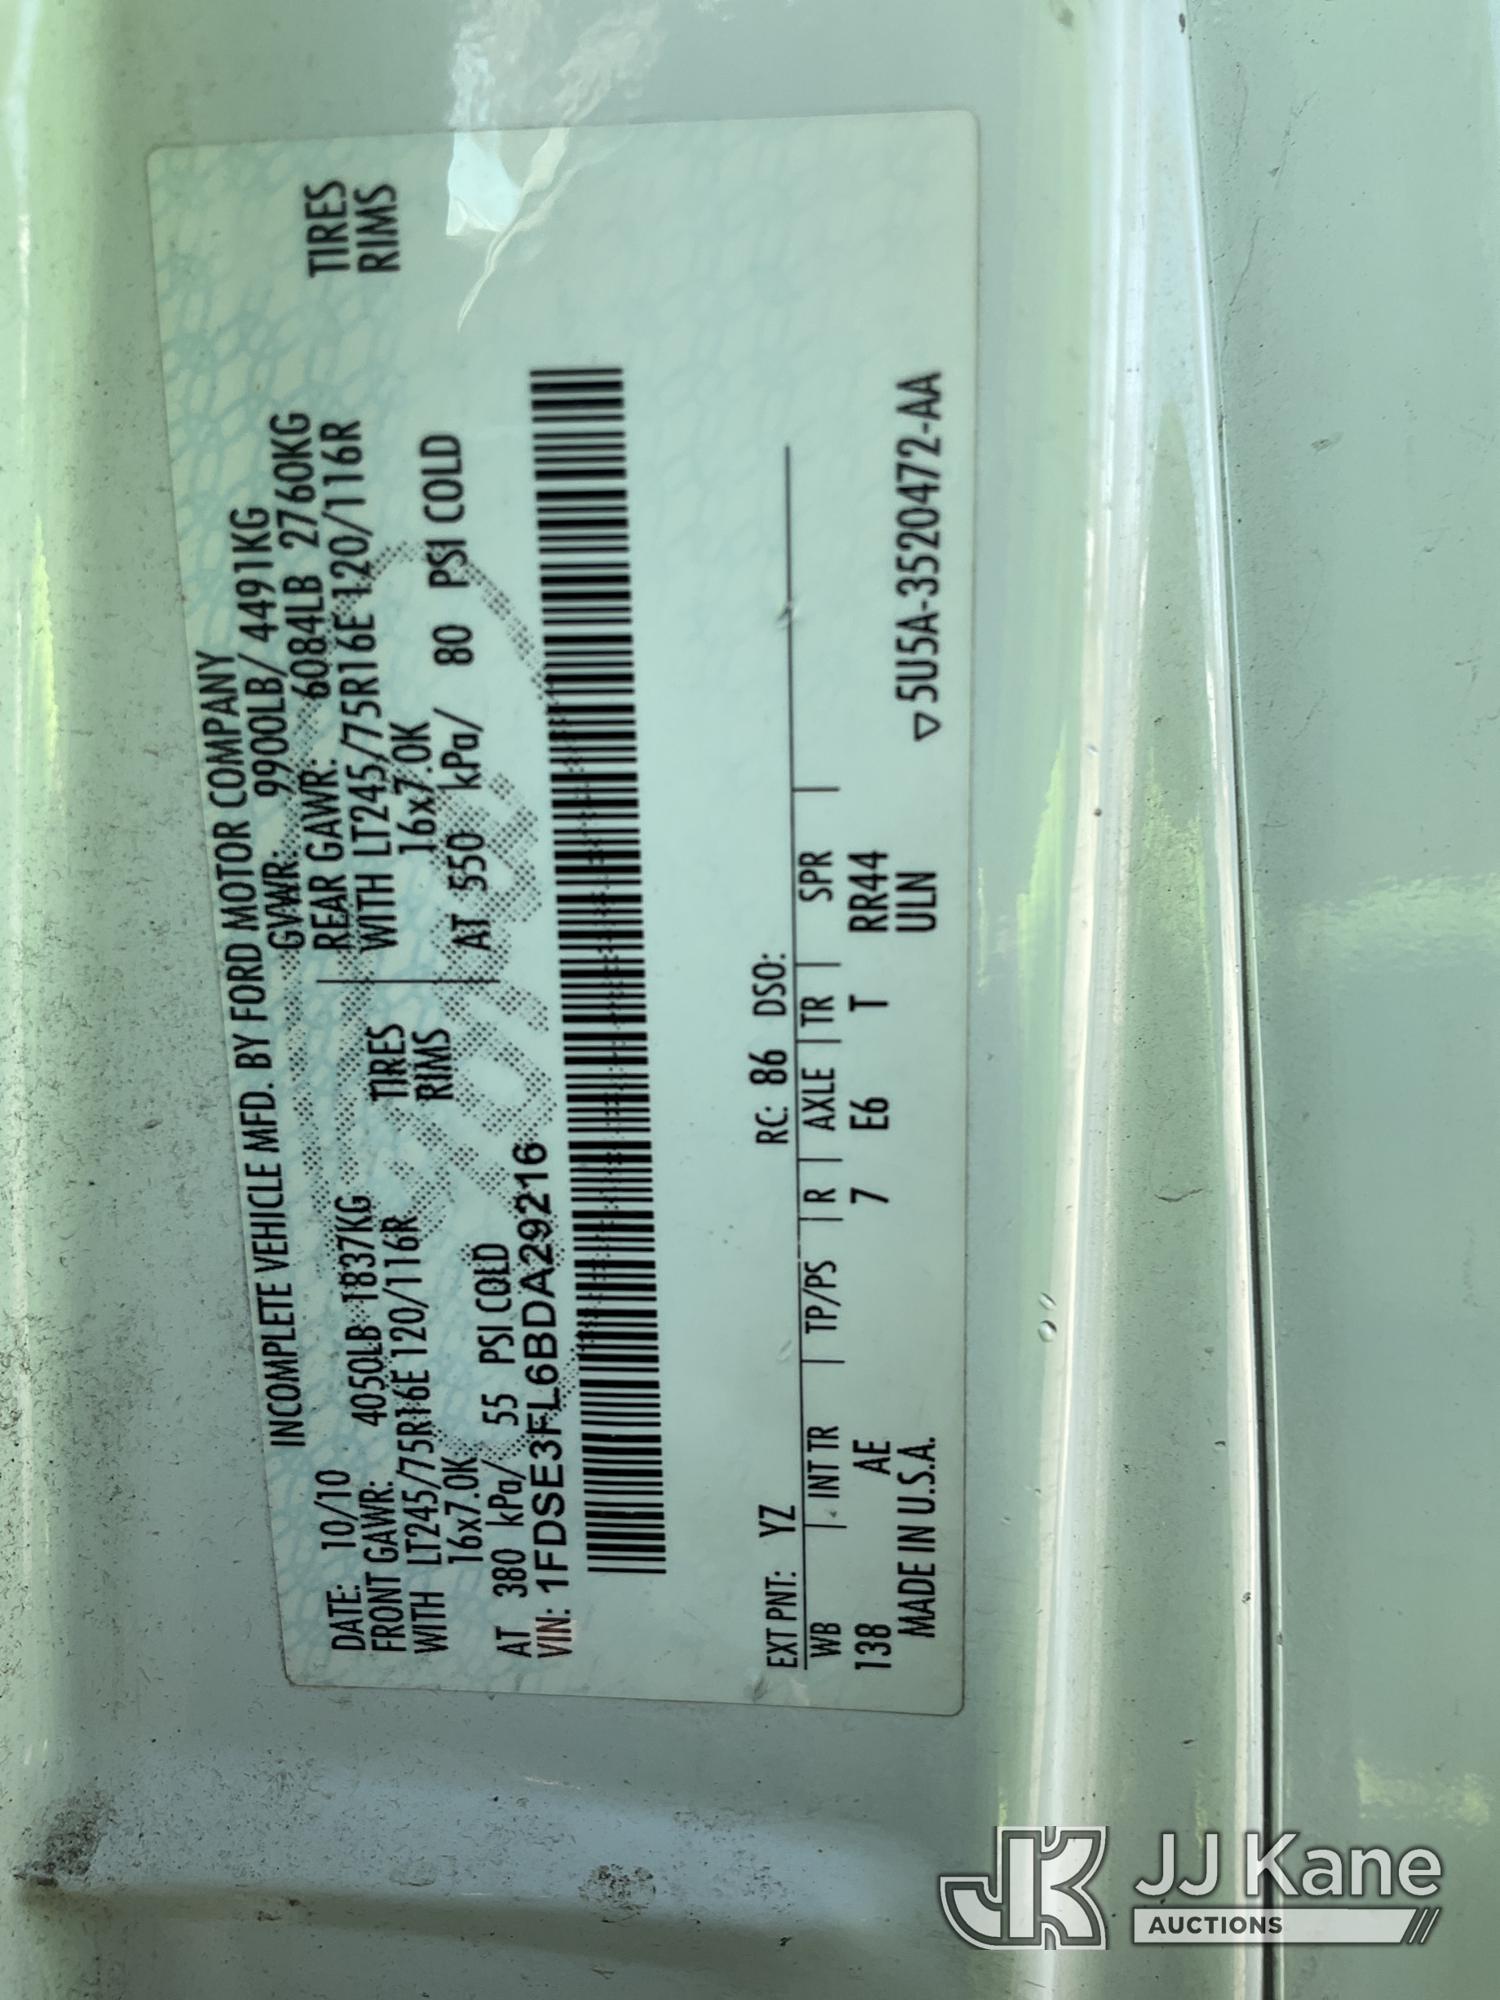 INCOMPLETE VEHICLE MFD. BY FORD MOTOR COMPANY
DATE: 10/10 GVWR: 9900LB/ 4491KG
FRONT GAWR: 4050LB 1837KG REAR GAWR: 6084LB 2760KG
WITH LT245/75R16E 120/116R TIRES WITH LT245/75R16E 120/116R TIRES
16x7.0K RIMS 16x7.0K RIMS
AT 380 kPa/ 55 PSI COLD AT 550 kPa/ 80 PSI COLD
VIN: 1FDSE3FL6BDA29216
EXT PNT: YZ RC: 86 DSO:
WB INT TR TP/PS R AXLE TR SPR
138 AE 7 E6 T RR44
MADE IN U.S.A. ULN
▽5U5A-3520472-AA
JK JJ Kane
AUCTIONS